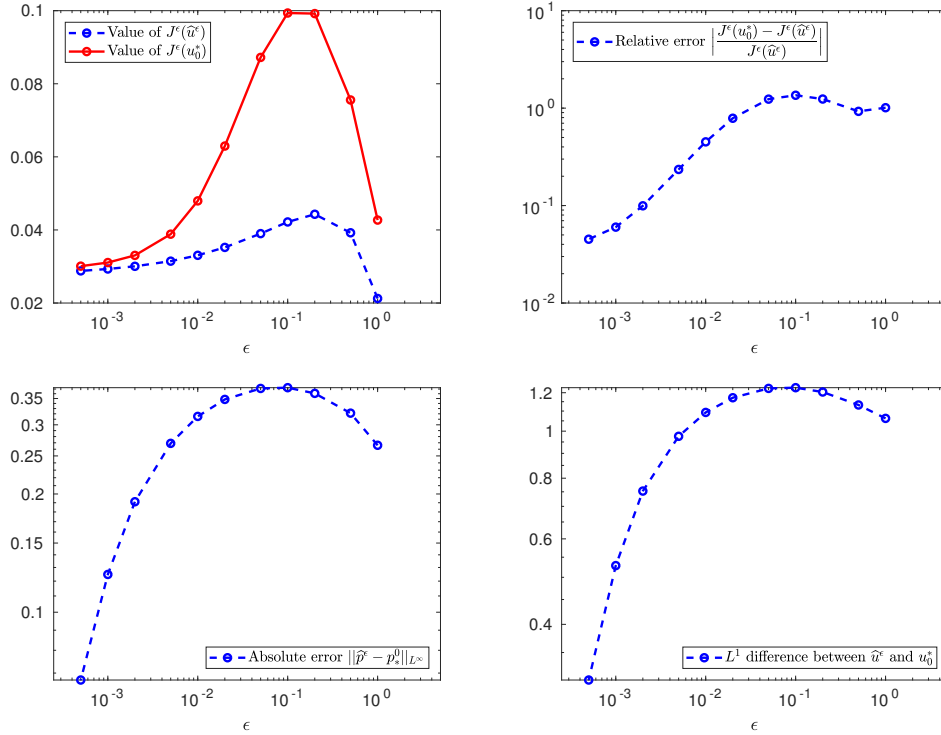 0.1
0.08
0.06
0.04
0.02
Value of J^ϵ(û^ϵ)
Value of J^ϵ(u_0^*)
10^-3 10^-2 10^-1 10^0
ϵ
10^1
10^0
10^-1
10^-2
Relative error |J^ϵ(u_0^*) − J^ϵ(û^ϵ) / J^ϵ(û^ϵ)|
10^-3 10^-2 10^-1 10^0
ϵ
0.35
0.3
0.25
0.2
0.15
0.1
Absolute error ||p̂^ϵ − p_*^0||_{L^∞}
10^-3 10^-2 10^-1 10^0
ϵ
1.2
1
0.8
0.6
0.4
L^1 difference between û^ϵ and u_0^*
10^-3 10^-2 10^-1 10^0
ϵ